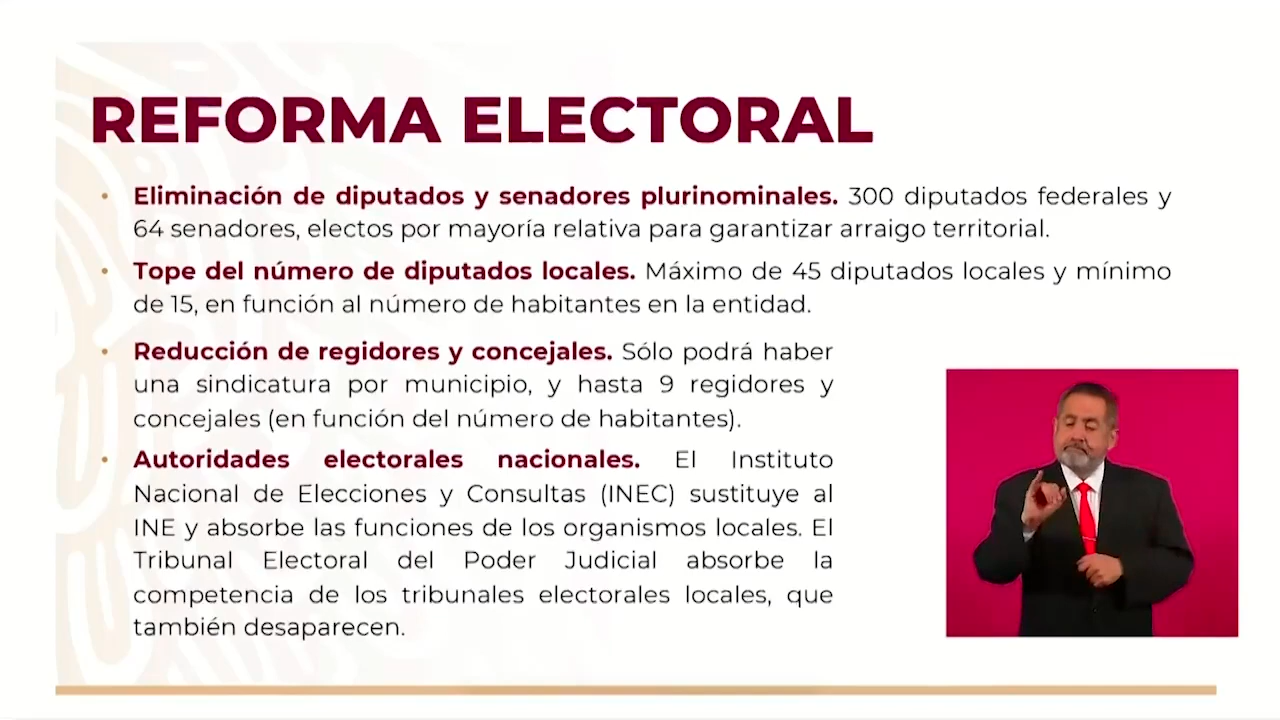 REFORMA ELECTORAL
• Eliminación de diputados y senadores plurinominales. 300 diputados federales y
64 senadores, electos por mayoría relativa para garantizar arraigo territorial.
• Tope del número de diputados locales. Máximo de 45 diputados locales y mínimo
de 15, en función al número de habitantes en la entidad.
• Reducción de regidores y concejales. Sólo podrá haber
una sindicatura por municipio, y hasta 9 regidores y
concejales (en función del número de habitantes).
• Autoridades electorales nacionales. El Instituto
Nacional de Elecciones y Consultas (INEC) sustituye al
INE y absorbe las funciones de los organismos locales. El
Tribunal Electoral del Poder Judicial absorbe la
competencia de los tribunales electorales locales, que
también desaparecen.